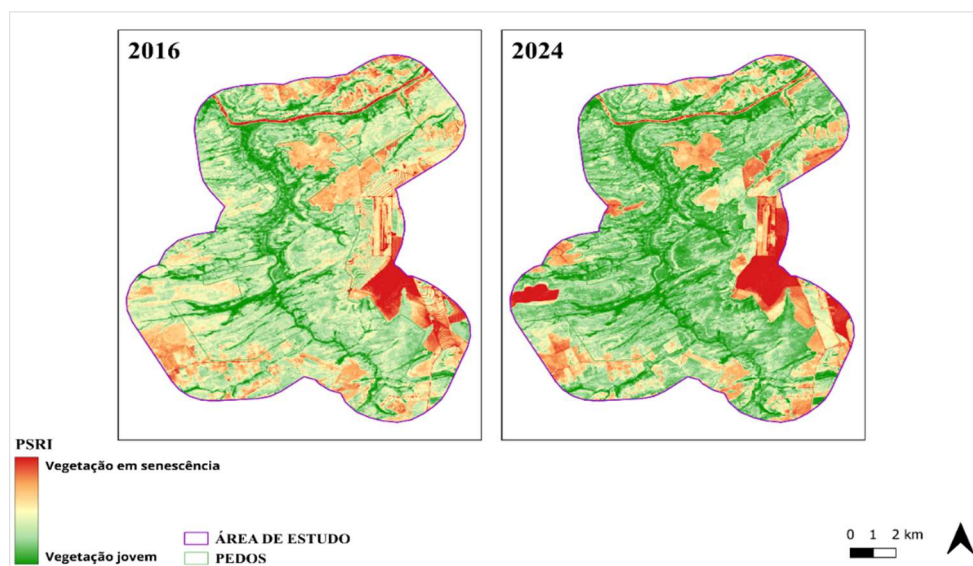 2016
2024
PSRI
Vegetação em senescência
Vegetação jovem
ÁREA DE ESTUDO
PEDOS
0 1 2 km